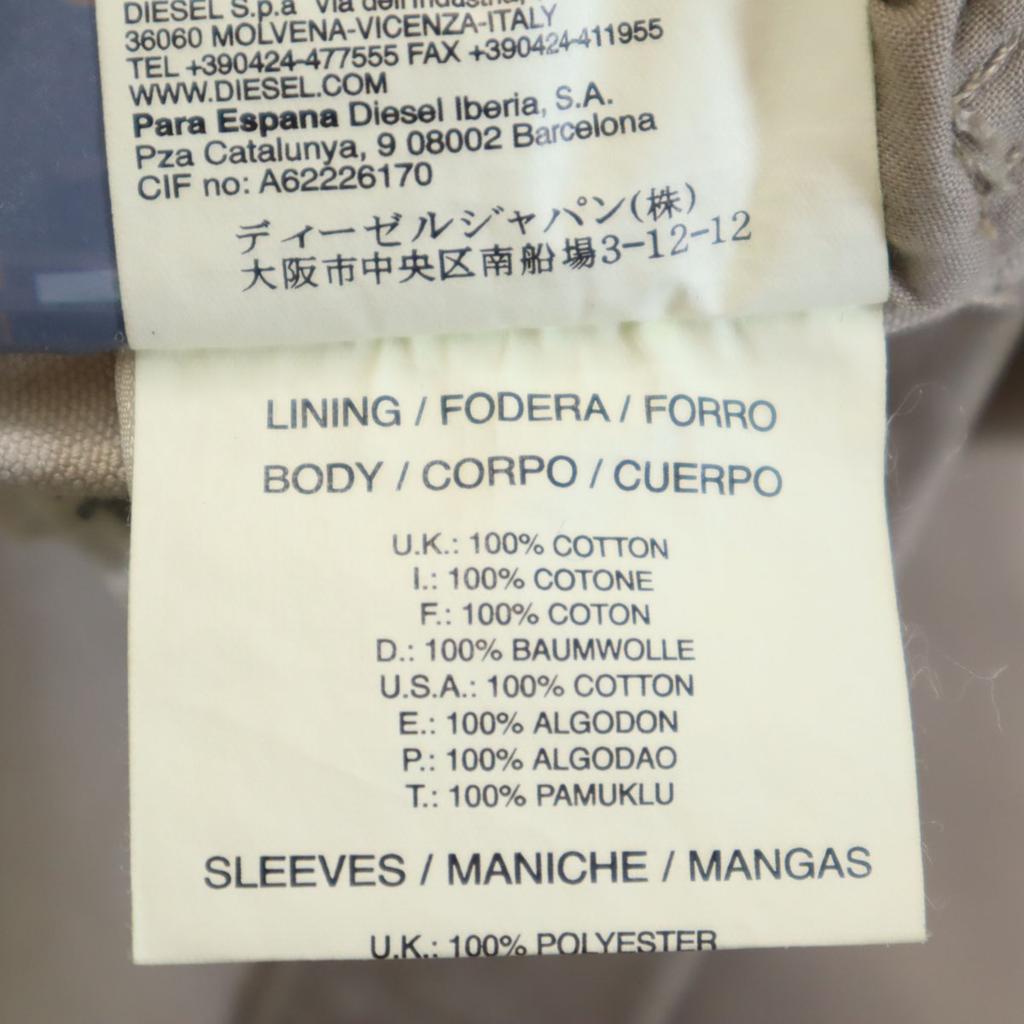 DIESEL S.p.a Via dell'Industria,
36060 MOLVENA-VICENZA-ITALY
TEL +390424-477555 FAX +390424-411955
WWW.DIESEL.COM
Para Espana Diesel Iberia, S.A.
Pza Catalunya, 9 08002 Barcelona
CIF no: A62226170
ディーゼルジャパン(株)
大阪市中央区南船場3-12-12
LINING / FODERA / FORRO
BODY / CORPO / CUERPO
U.K.: 100% COTTON
I.: 100% COTONE
F.: 100% COTON
D.: 100% BAUMWOLLE
U.S.A.: 100% COTTON
E.: 100% ALGODON
P.: 100% ALGODAO
T.: 100% PAMUKLU
SLEEVES / MANICHE / MANGAS
U.K.: 100% POLYESTER